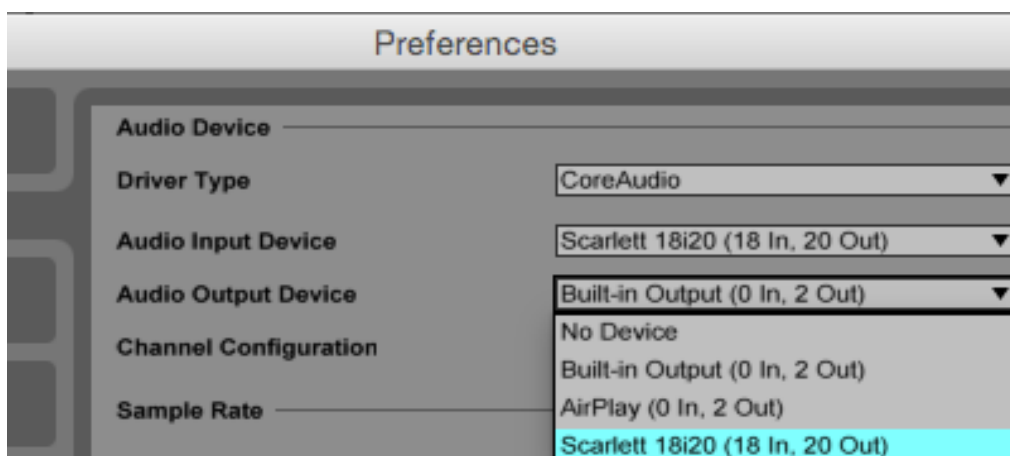 Preferences
Audio Device
Driver Type CoreAudio
Audio Input Device Scarlett 18i20 (18 In, 20 Out)
Audio Output Device Built-in Output (0 In, 2 Out)
No Device
Channel Configuration
Built-in Output (0 In, 2 Out)
AirPlay (0 In, 2 Out)
Sample Rate
Scarlett 18i20 (18 In, 20 Out)